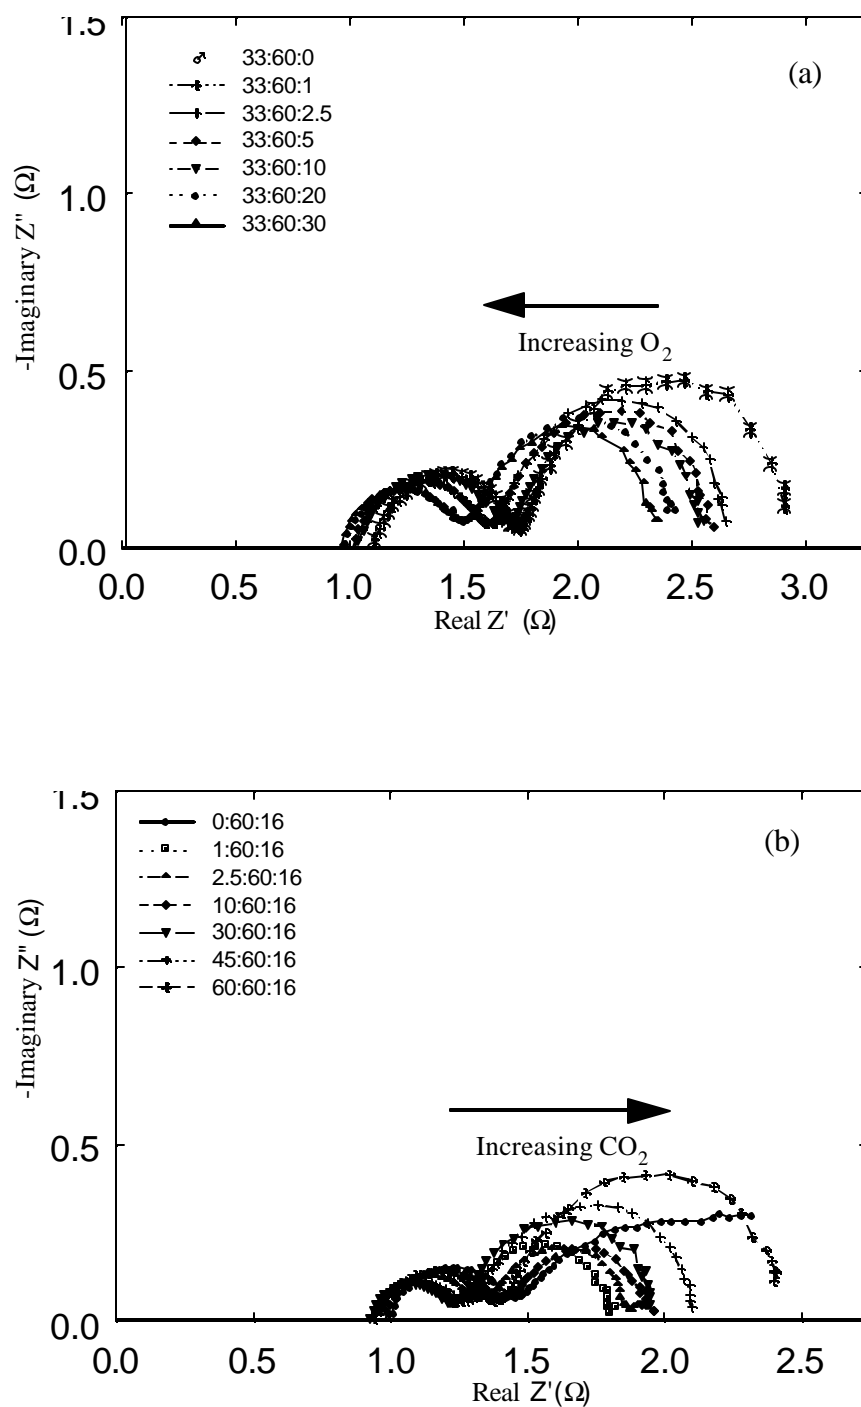 1.5
33:60:0
33:60:1
33:60:2.5
33:60:5
33:60:10
33:60:20
33:60:30
(a)
-Imaginary Z" (Ω)
1.0
Increasing O2
0.5
0.0
0.0 0.5 1.0 1.5 2.0 2.5 3.0
Real Z' (Ω)
1.5
0:60:16
1:60:16
2.5:60:16
10:60:16
30:60:16
45:60:16
60:60:16
(b)
-Imaginary Z" (Ω)
1.0
0.5
Increasing CO2
0.0
0.0 0.5 1.0 1.5 2.0 2.5
Real Z'(Ω)